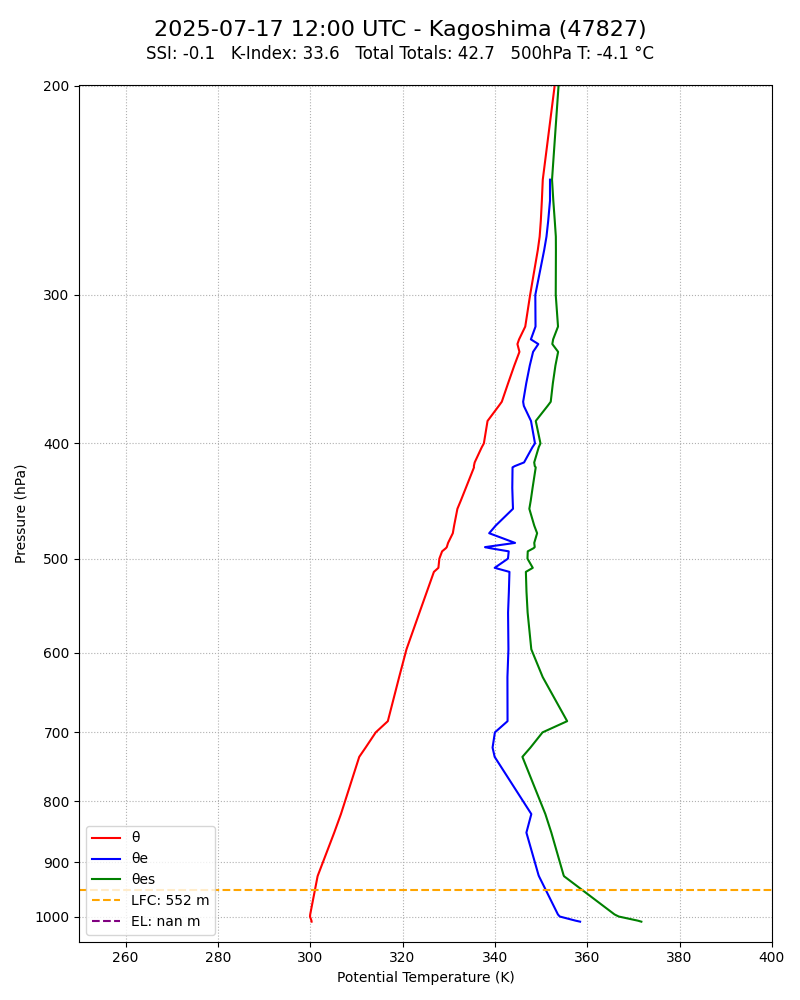 2025-07-17 12:00 UTC - Kagoshima (47827)
SSI: -0.1 K-Index: 33.6 Total Totals: 42.7 500hPa T: -4.1 °C
200
300
400
500
600
700
800
900
1000
Pressure (hPa)
θ
θe
θes
LFC: 552 m
EL: nan m
260 280 300 320 340 360 380 400
Potential Temperature (K)